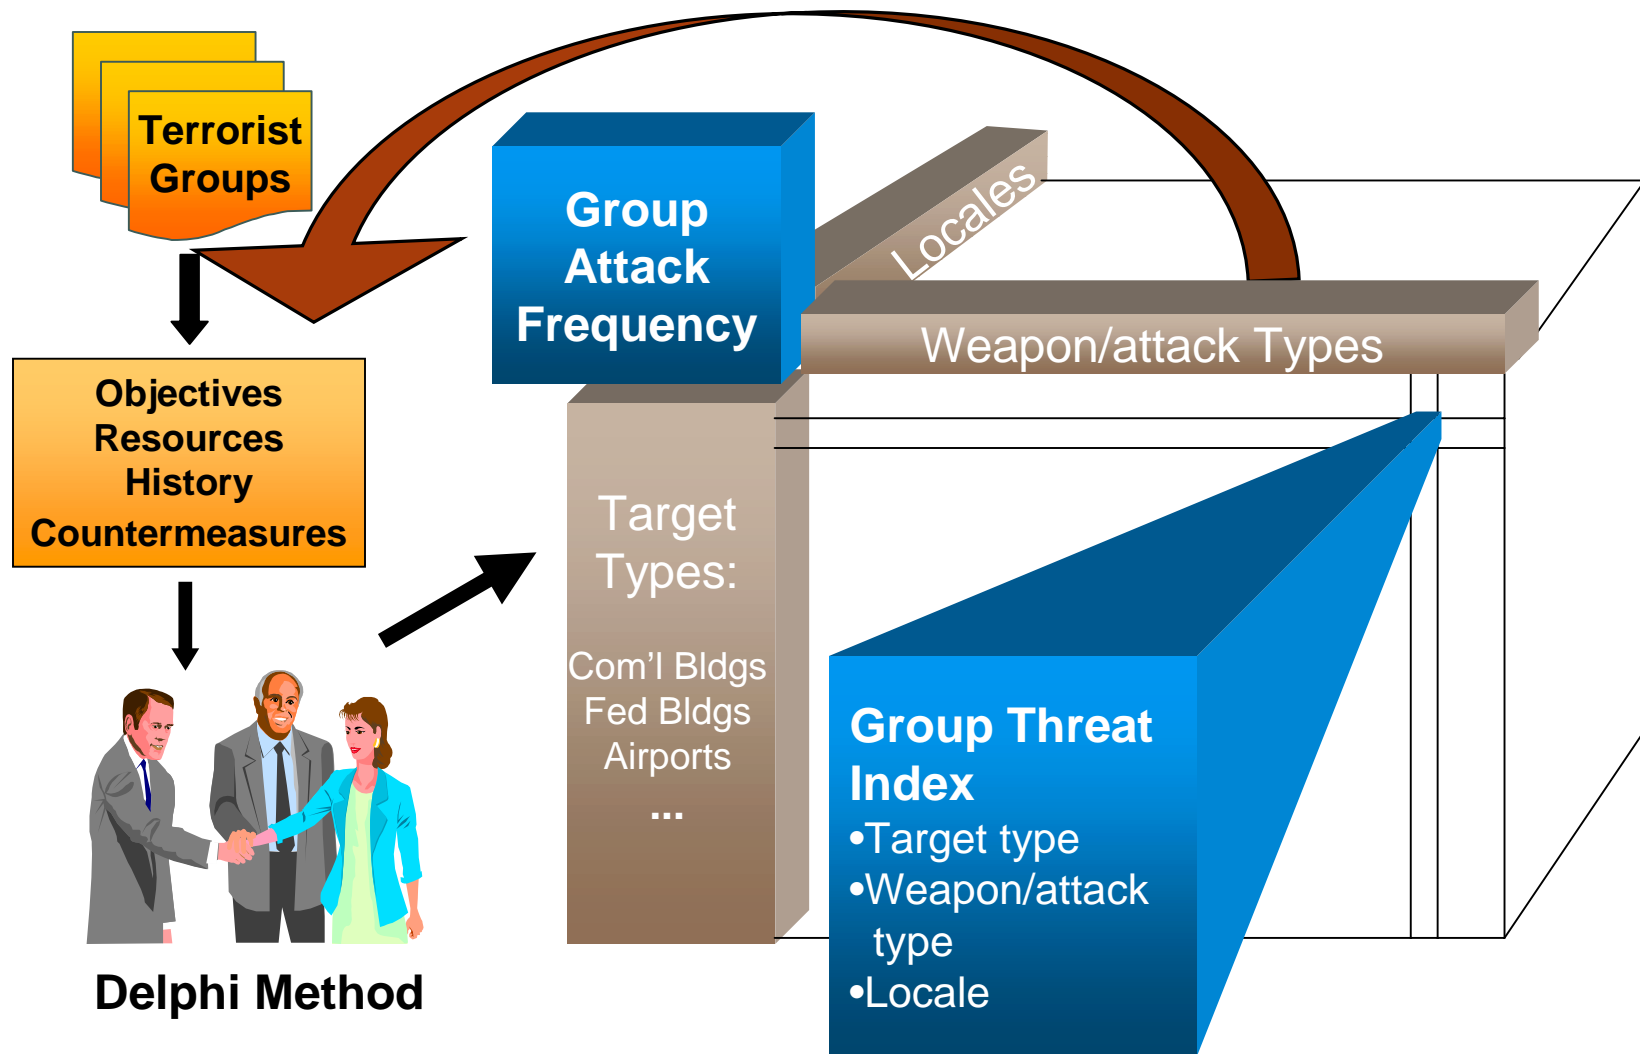 Terrorist
Groups
Objectives
Resources
History
Countermeasures
Delphi Method
Group
Attack
Frequency
Locales
Weapon/attack Types
Target
Types:
Com'l Bldgs
Fed Bldgs
Airports
...
Group Threat
Index
•Target type
•Weapon/attack
type
•Locale